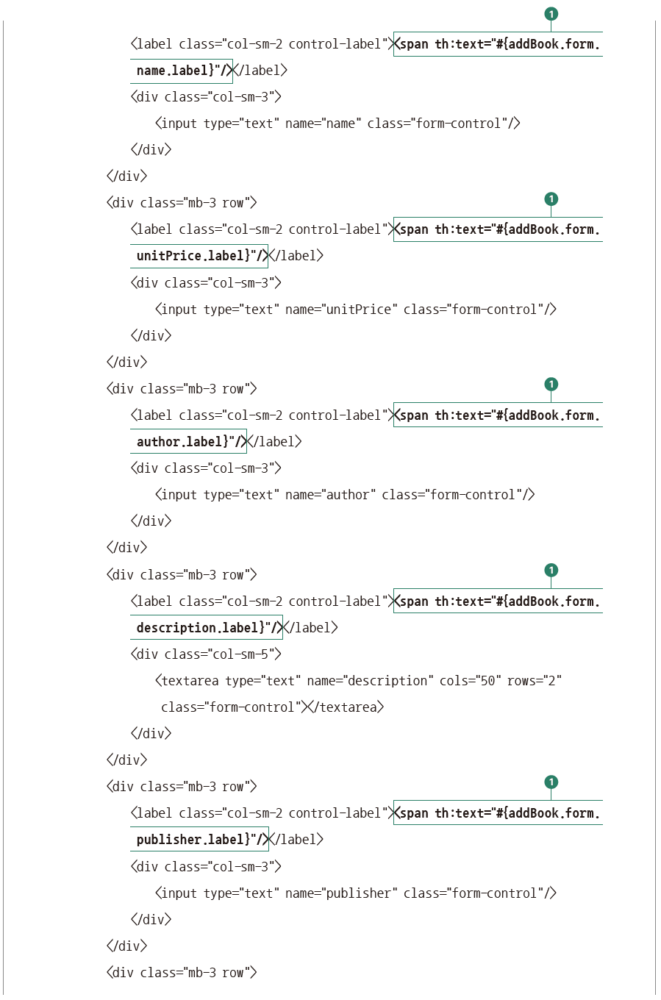 1
<label class="col-sm-2 control-label"><span th:text="#{addBook.form.
name.label}"/></label>
<div class="col-sm-3">
<input type="text" name="name" class="form-control"/>
</div>
</div>
<div class="mb-3 row">
1
<label class="col-sm-2 control-label"><span th:text="#{addBook.form.
unitPrice.label}"/></label>
<div class="col-sm-3">
<input type="text" name="unitPrice" class="form-control"/>
</div>
</div>
<div class="mb-3 row">
1
<label class="col-sm-2 control-label"><span th:text="#{addBook.form.
author.label}"/></label>
<div class="col-sm-3">
<input type="text" name="author" class="form-control"/>
</div>
</div>
<div class="mb-3 row">
1
<label class="col-sm-2 control-label"><span th:text="#{addBook.form.
description.label}"/></label>
<div class="col-sm-5">
<textarea type="text" name="description" cols="50" rows="2"
class="form-control"></textarea>
</div>
</div>
<div class="mb-3 row">
1
<label class="col-sm-2 control-label"><span th:text="#{addBook.form.
publisher.label}"/></label>
<div class="col-sm-3">
<input type="text" name="publisher" class="form-control"/>
</div>
</div>
<div class="mb-3 row">